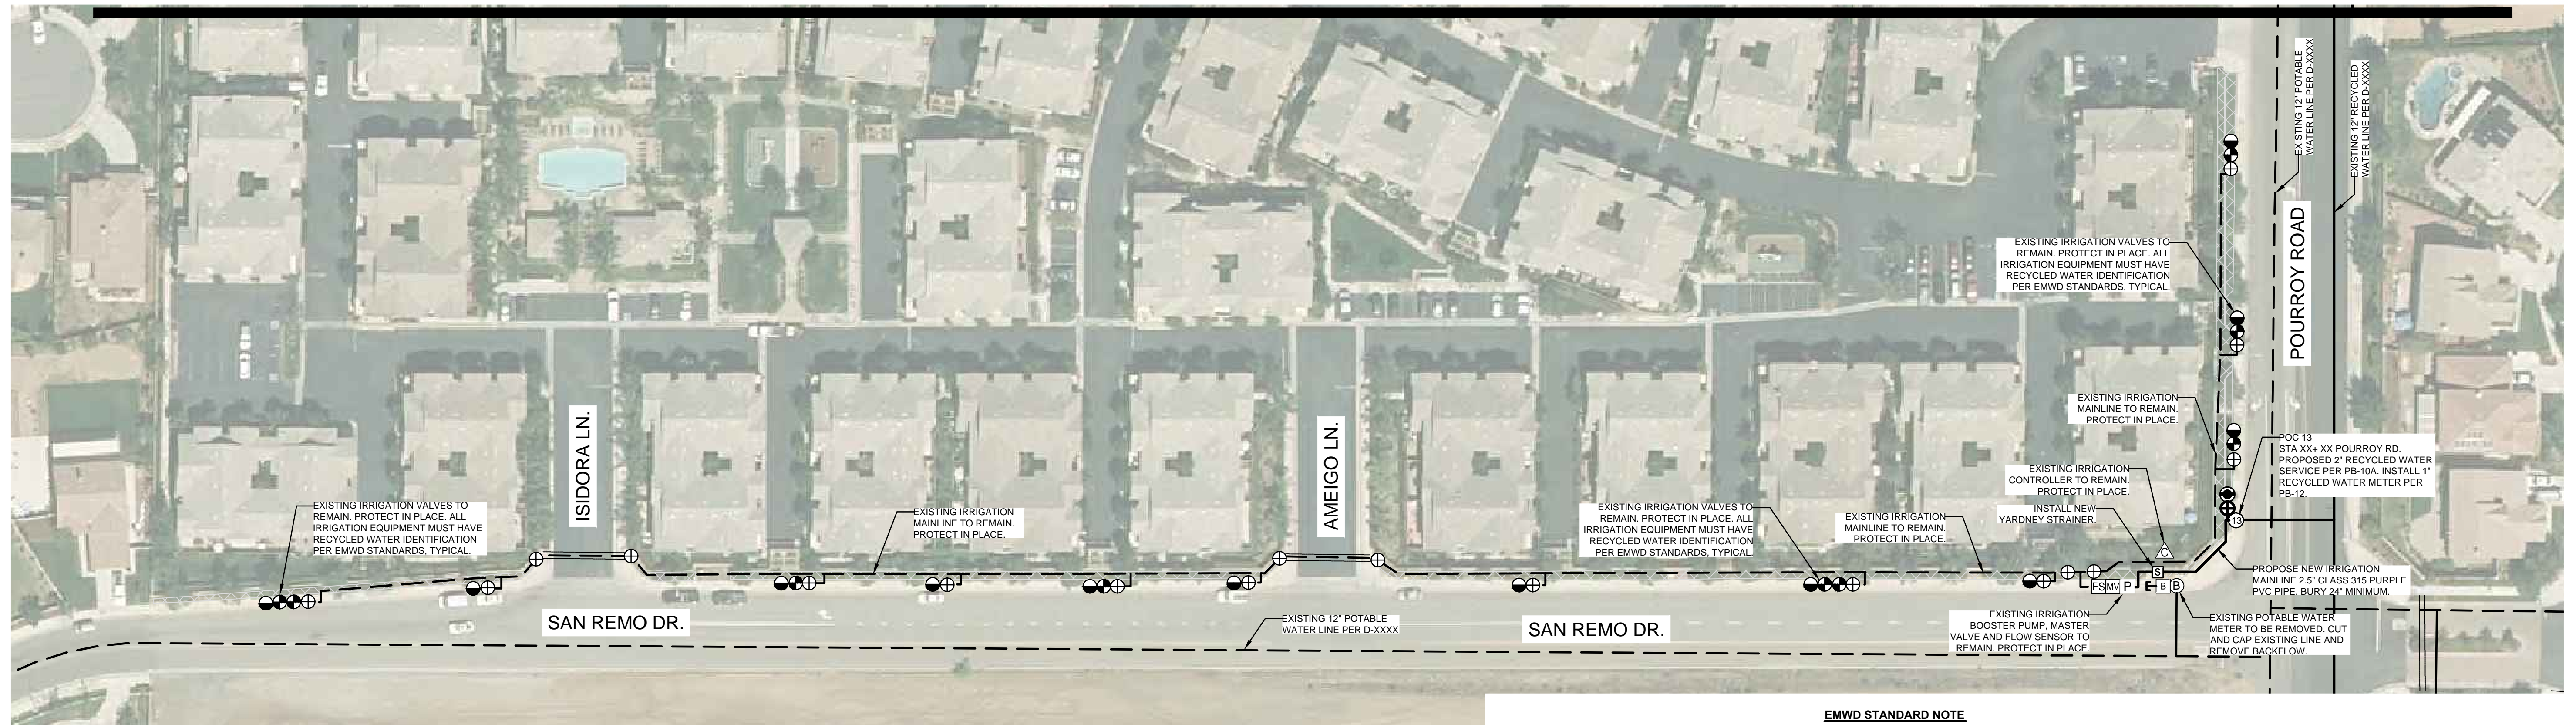 EXISTING 12" POTABLE
WATER LINE PER D-XXXX
EXISTING 12" RECYCLED
WATER LINE PER D-XXXX
POURROY ROAD
EXISTING IRRIGATION VALVES TO
REMAIN. PROTECT IN PLACE. ALL
IRRIGATION EQUIPMENT MUST HAVE
RECYCLED WATER IDENTIFICATION
PER EMWD STANDARDS, TYPICAL.
EXISTING IRRIGATION
MAINLINE TO REMAIN.
PROTECT IN PLACE.
POC 13
STA XX+ XX POURROY RD.
PROPOSED 2" RECYCLED WATER
SERVICE PER PB-10A. INSTALL 1"
RECYCLED WATER METER PER
PB-12.
13
EXISTING IRRIGATION
CONTROLLER TO REMAIN.
PROTECT IN PLACE.
INSTALL NEW
YARDNEY STRAINER.
ISIDORA LN.
AMEIGO LN.
EXISTING IRRIGATION VALVES TO
REMAIN. PROTECT IN PLACE. ALL
IRRIGATION EQUIPMENT MUST HAVE
RECYCLED WATER IDENTIFICATION
PER EMWD STANDARDS, TYPICAL.
EXISTING IRRIGATION
MAINLINE TO REMAIN.
PROTECT IN PLACE.
EXISTING IRRIGATION VALVES TO
REMAIN. PROTECT IN PLACE. ALL
IRRIGATION EQUIPMENT MUST HAVE
RECYCLED WATER IDENTIFICATION
PER EMWD STANDARDS, TYPICAL.
EXISTING IRRIGATION
MAINLINE TO REMAIN.
PROTECT IN PLACE.
C
S
FS MV P B B
PROPOSE NEW IRRIGATION
MAINLINE 2.5" CLASS 315 PURPLE
PVC PIPE. BURY 24" MINIMUM.
SAN REMO DR.
EXISTING 12" POTABLE
WATER LINE PER D-XXXX
SAN REMO DR.
EXISTING IRRIGATION
BOOSTER PUMP, MASTER
VALVE AND FLOW SENSOR TO
REMAIN. PROTECT IN PLACE.
EXISTING POTABLE WATER
METER TO BE REMOVED. CUT
AND CAP EXISTING LINE AND
REMOVE BACKFLOW.
EMWD STANDARD NOTE